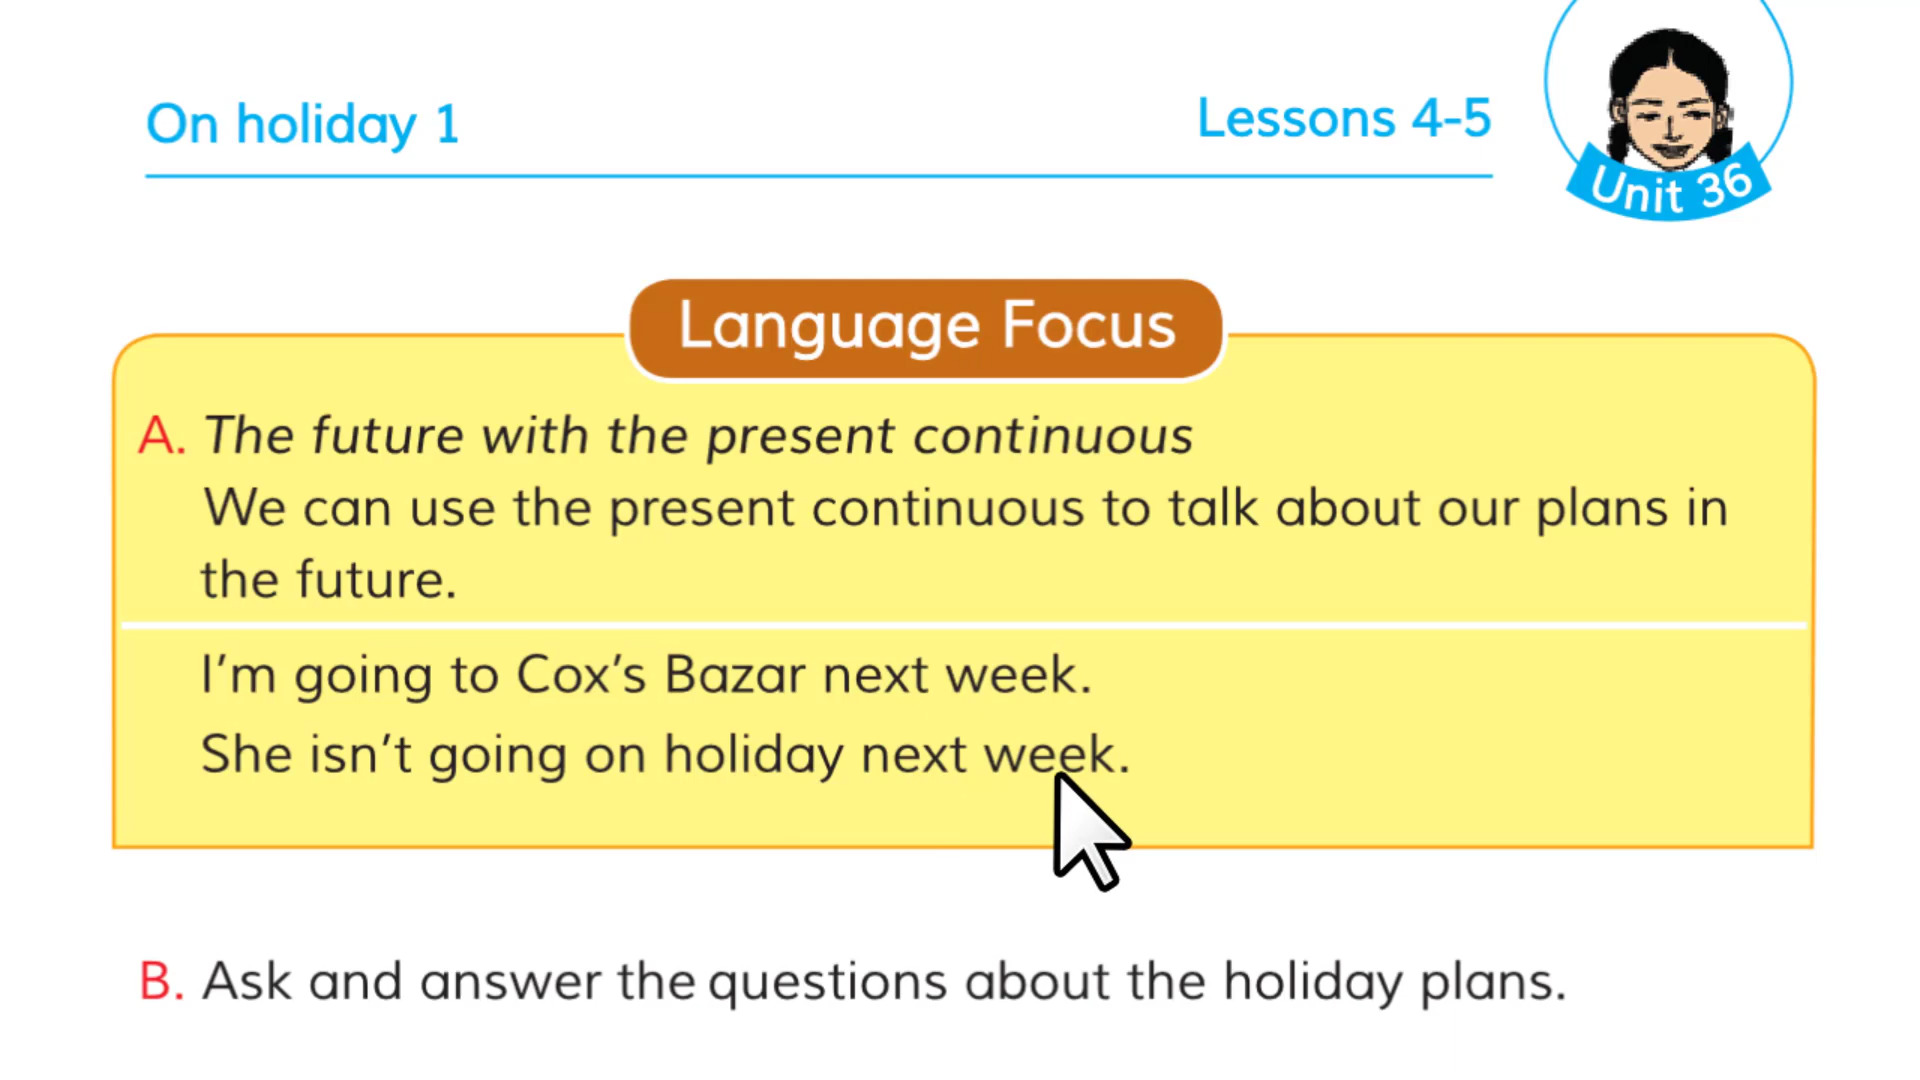 On holiday 1
Lessons 4-5
Unit 36
Language Focus
A. The future with the present continuous
We can use the present continuous to talk about our plans in
the future.
I’m going to Cox’s Bazar next week.
She isn’t going on holiday next week.
B. Ask and answer the questions about the holiday plans.